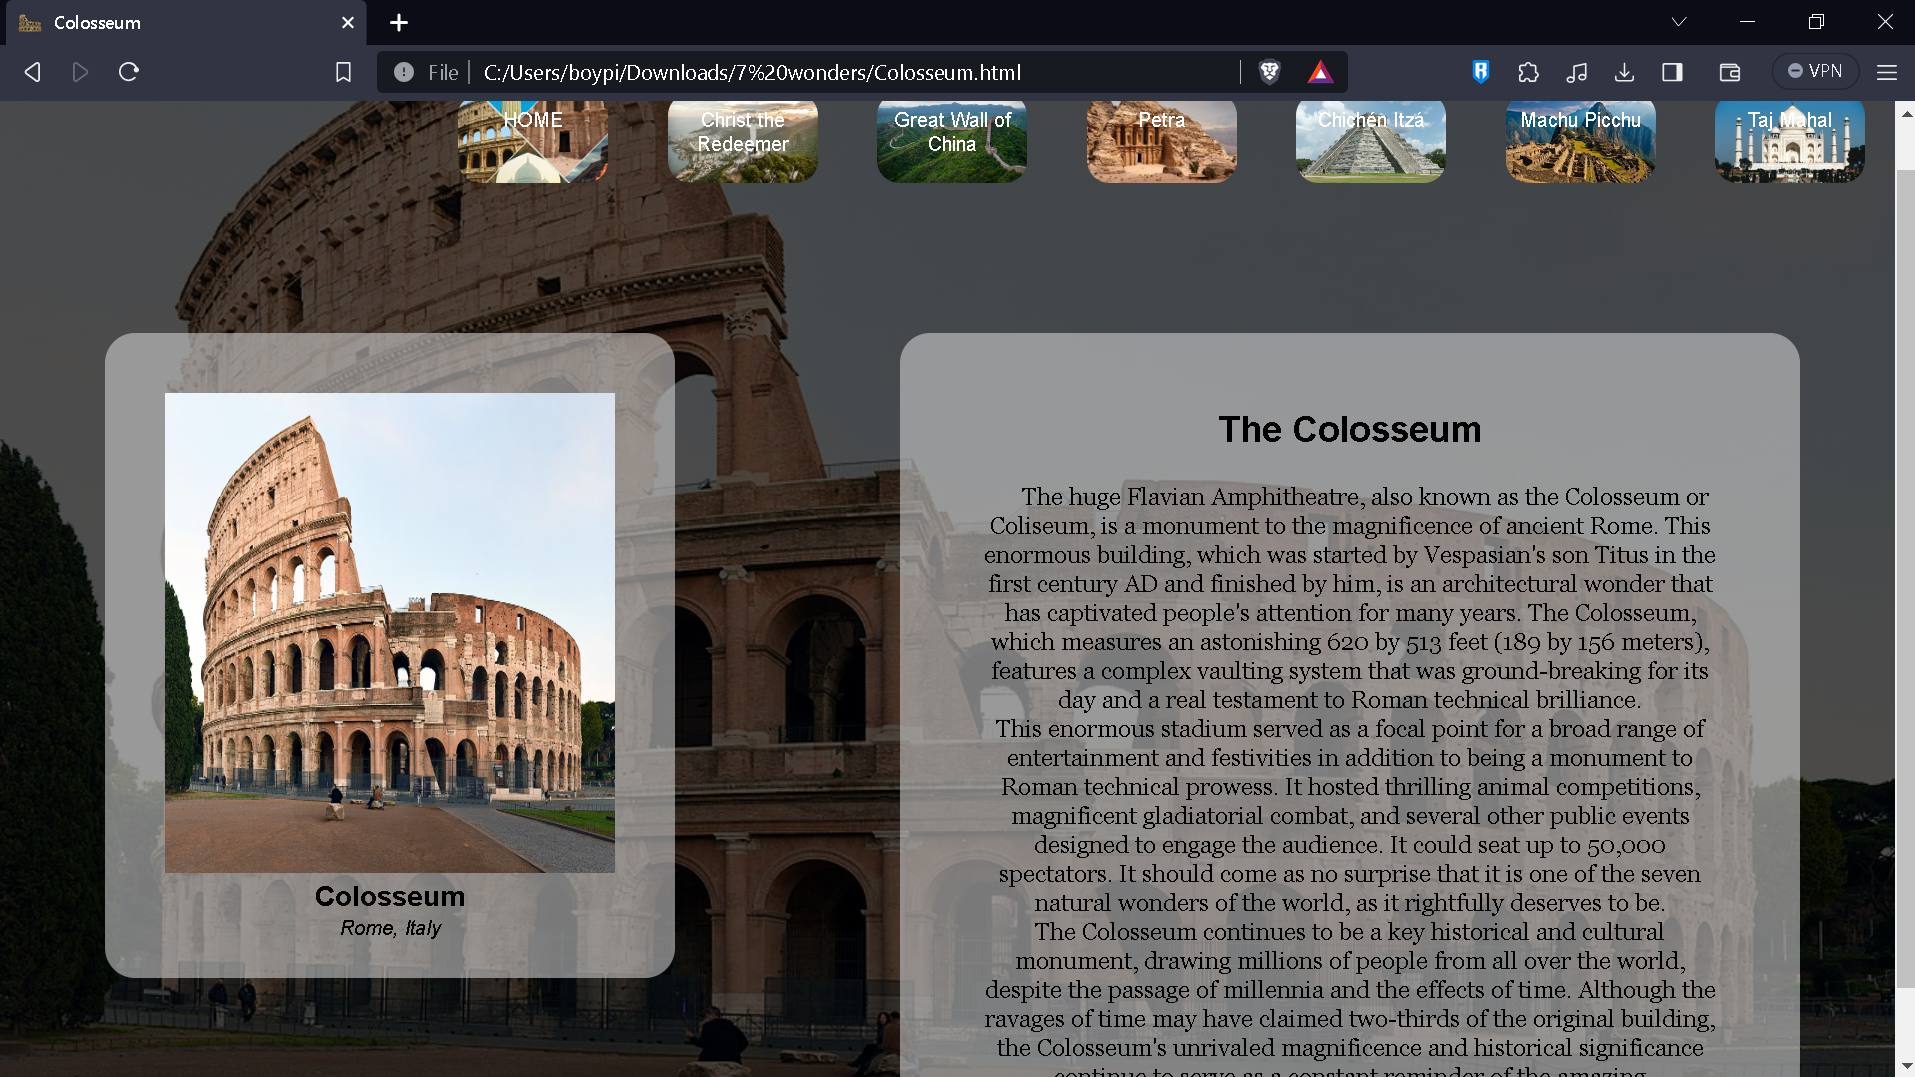 Colosseum
File
C:/Users/boypi/Downloads/7%20wonders/Colosseum.html
VPN
HOME
Christ the
Redeemer
Great Wall of
China
Petra
Chichén Itzá
Machu Picchu
Taj Mahal
Colosseum
Rome, Italy
The Colosseum
The huge Flavian Amphitheatre, also known as the Colosseum or
Coliseum, is a monument to the magnificence of ancient Rome. This
enormous building, which was started by Vespasian's son Titus in the
first century AD and finished by him, is an architectural wonder that
has captivated people's attention for many years. The Colosseum,
which measures an astonishing 620 by 513 feet (189 by 156 meters),
features a complex vaulting system that was ground-breaking for its
day and a real testament to Roman technical brilliance.
This enormous stadium served as a focal point for a broad range of
entertainment and festivities in addition to being a monument to
Roman technical prowess. It hosted thrilling animal competitions,
magnificent gladiatorial combat, and several other public events
designed to engage the audience. It could seat up to 50,000
spectators. It should come as no surprise that it is one of the seven
natural wonders of the world, as it rightfully deserves to be.
The Colosseum continues to be a key historical and cultural
monument, drawing millions of people from all over the world,
despite the passage of millennia and the effects of time. Although the
ravages of time may have claimed two-thirds of the original building,
the Colosseum's unrivaled magnificence and historical significance
continue to serve as a constant reminder of the amazing